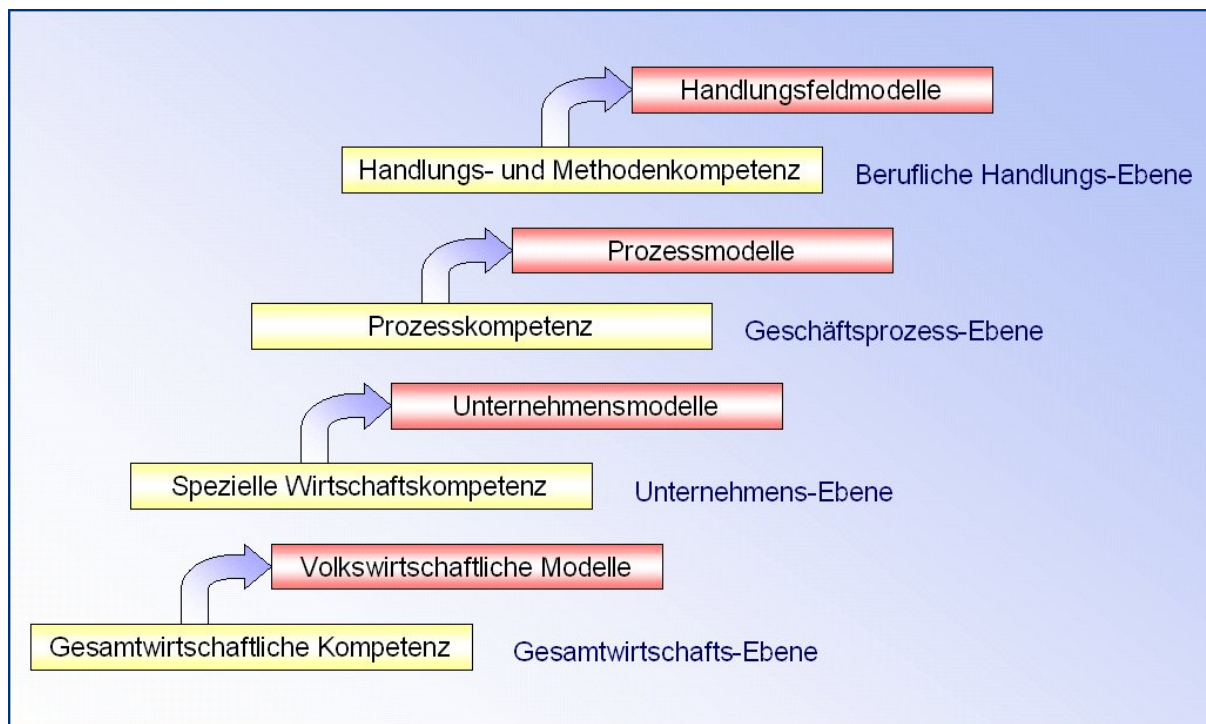 Handlungsfeldmodelle
Handlungs- und Methodenkompetenz
Berufliche Handlungs-Ebene
Prozessmodelle
Prozesskompetenz
Geschäftsprozess-Ebene
Unternehmensmodelle
Spezielle Wirtschaftskompetenz
Unternehmens-Ebene
Volkswirtschaftliche Modelle
Gesamtwirtschaftliche Kompetenz
Gesamtwirtschafts-Ebene